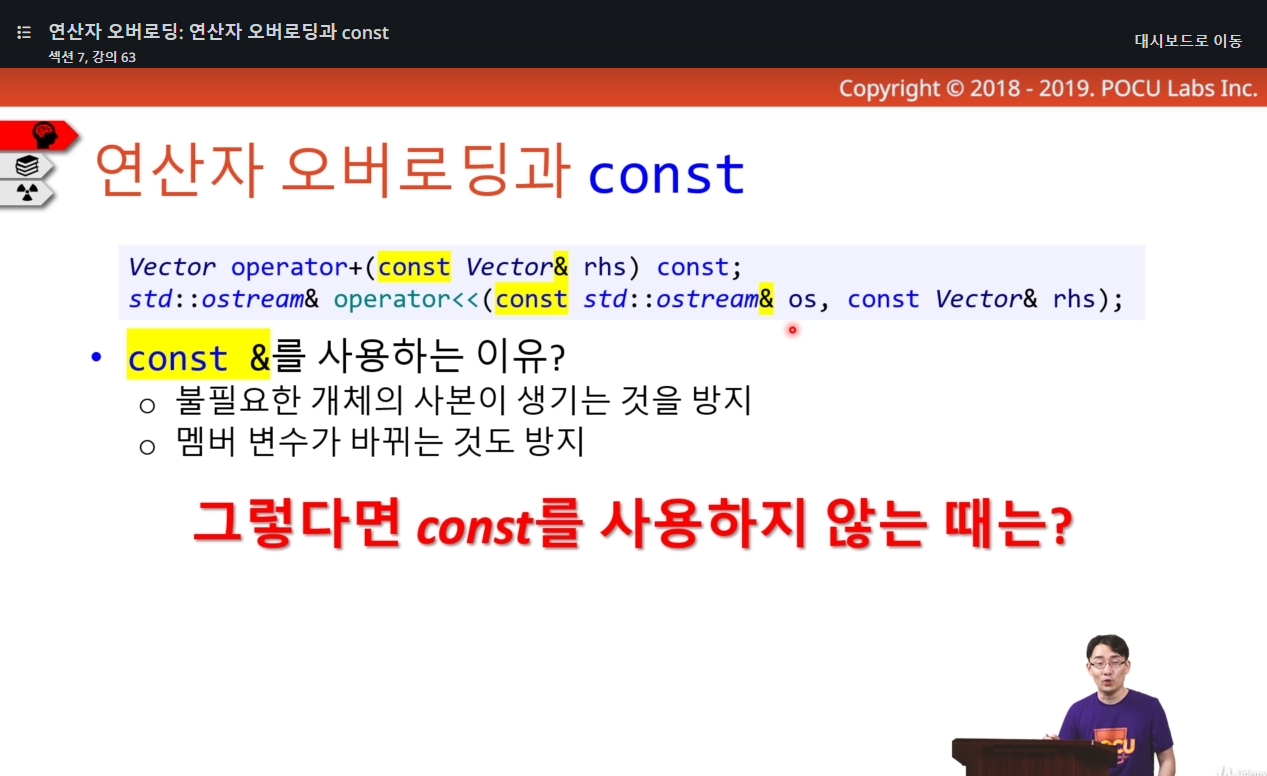 연산자 오버로딩: 연산자 오버로딩과 const
섹션 7, 강의 63
대시보드로 이동
Copyright © 2018 - 2019. POCU Labs Inc.
연산자 오버로딩과 const
Vector operator+(const Vector& rhs) const;
std::ostream& operator<<(const std::ostream& os, const Vector& rhs);
• const &를 사용하는 이유?
o 불필요한 개체의 사본이 생기는 것을 방지
o 멤버 변수가 바뀌는 것도 방지
그렇다면 const를 사용하지 않는 때는?
POCU